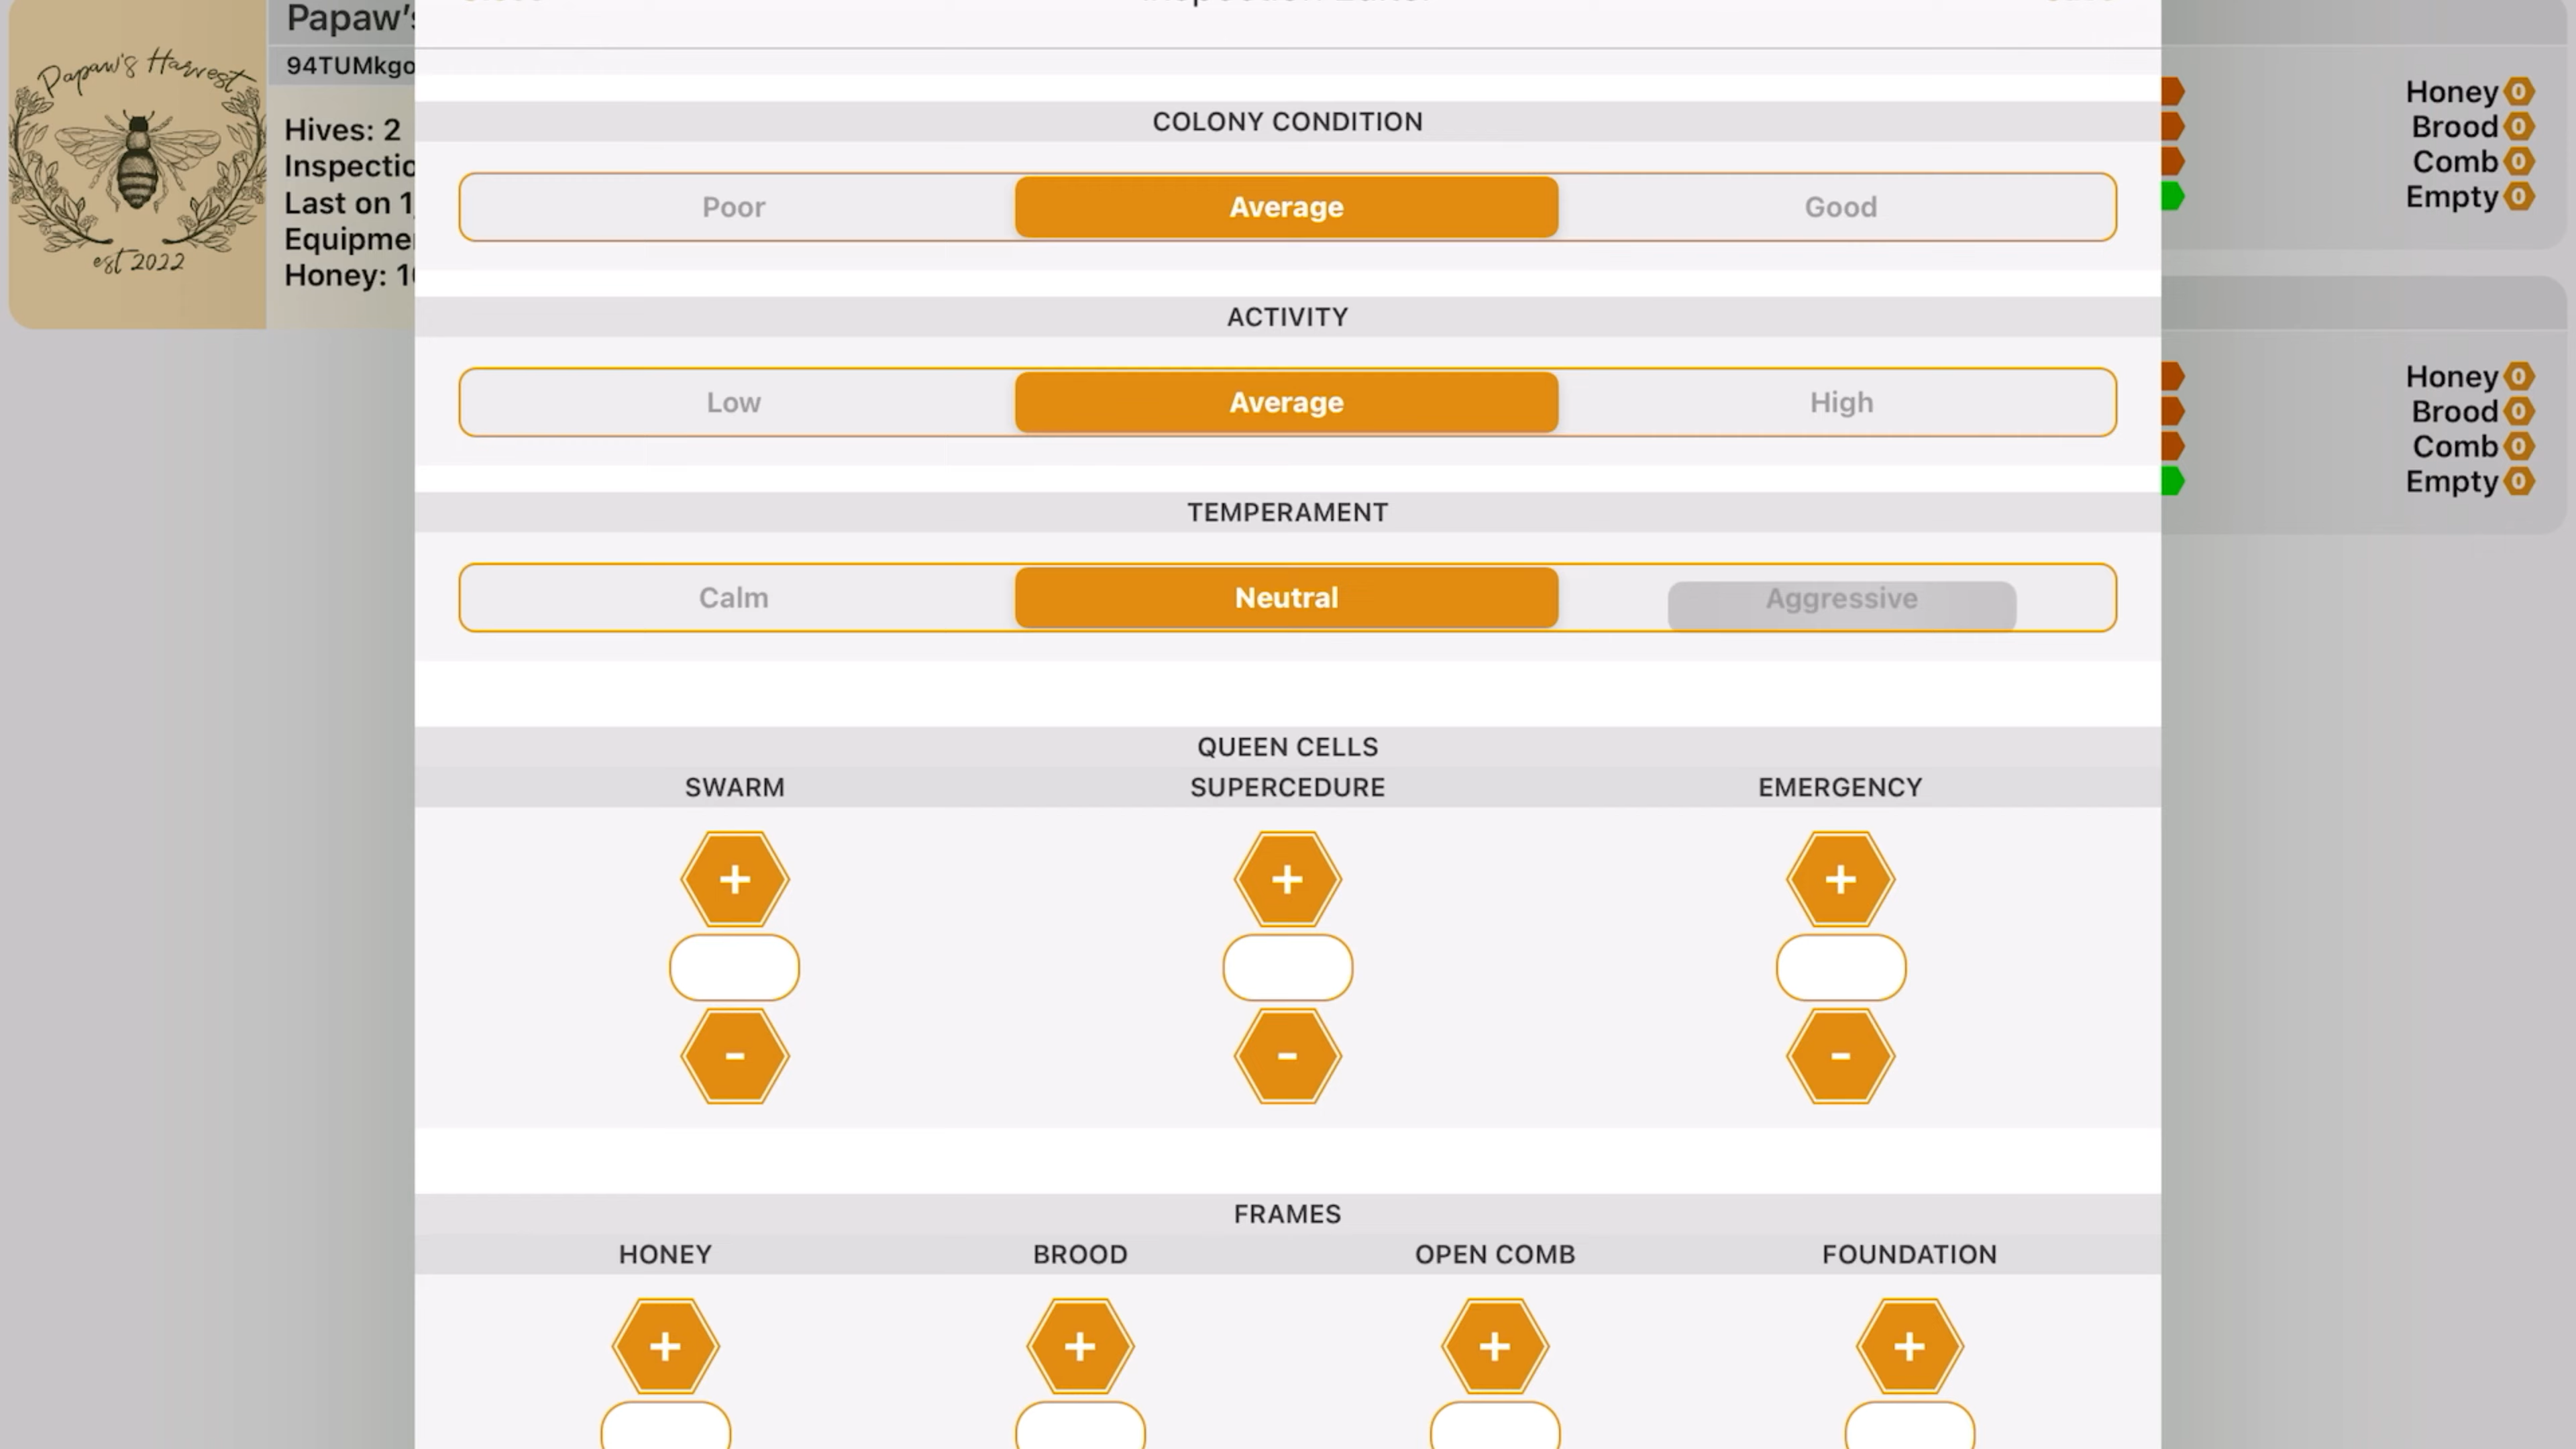 Papaw's
94TUMkgo
Papaw's Harvest
est 2022
Hives: 2
Inspectio
Last on 1
Equipme
Honey: 1
Inspection Editor
COLONY CONDITION
Poor Average Good
ACTIVITY
Low Average High
TEMPERAMENT
Calm Neutral Aggressive
QUEEN CELLS
SWARM SUPERCEDURE EMERGENCY
+ + +
- - -
FRAMES
HONEY BROOD OPEN COMB FOUNDATION
+ + + +
Honey 0
Brood 0
Comb 0
Empty 0
Honey 0
Brood 0
Comb 0
Empty 0